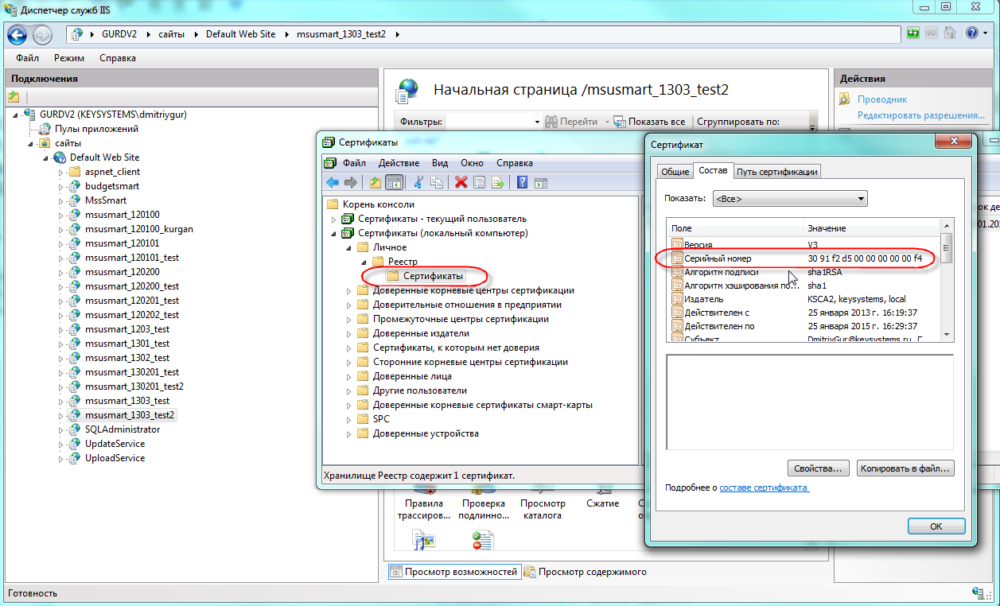 Диспетчер служб IIS
GURDV2 сайты Default Web Site msusmart_1303_test2
Файл Режим Справка
Подключения
GURDV2 (KEYSYSTEMS\dmitriygur)
Пулы приложений
сайты
Default Web Site
aspnet_client
budgetsmart
MssSmart
msusmart_120100
msusmart_120100_kurgan
msusmart_120101
msusmart_120101_test
msusmart_120200
msusmart_120200_test
msusmart_120201_test
msusmart_120202_test
msusmart_1203_test
msusmart_1301_test
msusmart_1302_test
msusmart_130201_test
msusmart_130201_test2
msusmart_1303_test
msusmart_1303_test2
SQLAdministrator
UpdateService
UploadService
Начальная страница /msusmart_1303_test2
Фильтры: Перейти Показать все Сгруппировать по:
Действия
Проводник
Редактировать разрешения...
Сертификаты
Файл Действие Вид Окно Справка
Корень консоли
Сертификаты - текущий пользователь
Сертификаты (локальный компьютер)
Личное
Реестр
Сертификаты
Доверенные корневые центры сертификации
Доверительные отношения в предприятии
Промежуточные центры сертификации
Доверенные издатели
Сертификаты, к которым нет доверия
Сторонние корневые центры сертификации
Доверенные лица
Другие пользователи
Доверенные корневые сертификаты смарт-карты
SPC
Доверенные устройства
Хранилище Реестр содержит 1 сертификат.
Сертификат
Общие Состав Путь сертификации
Показать: <Все>
Поле Значение
Версия V3
Серийный номер 30 91 f2 d5 00 00 00 00 00 f4
Алгоритм подписи sha1RSA
Алгоритм хэширования по... sha1
Издатель KSCA2, keysystems, local
Действителен с 25 января 2013 г. 16:19:37
Действителен по 25 января 2015 г. 16:29:37
Субъект DmitriyGur@keysystems.ru
Свойства... Копировать в файл...
Подробнее о составе сертификата
OK
ок де
01.201
Правила трассиров...
Проверка подлинно...
Просмотр каталога
Сжатие
Просмотр возможностей Просмотр содержимого
Готовность